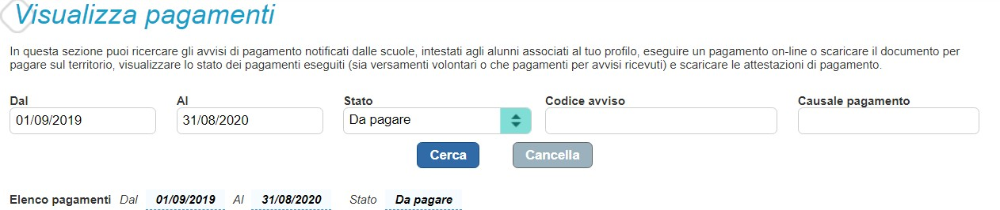 Visualizza pagamenti
In questa sezione puoi ricercare gli avvisi di pagamento notificati dalle scuole, intestati agli alunni associati al tuo profilo, eseguire un pagamento on-line o scaricare il documento per
pagare sul territorio, visualizzare lo stato dei pagamenti eseguiti (sia versamenti volontari o che pagamenti per avvisi ricevuti) e scaricare le attestazioni di pagamento.
Dal Al Stato Codice avviso Causale pagamento
01/09/2019 31/08/2020 Da pagare
Cerca Cancella
Elenco pagamenti Dal 01/09/2019 Al 31/08/2020 Stato Da pagare